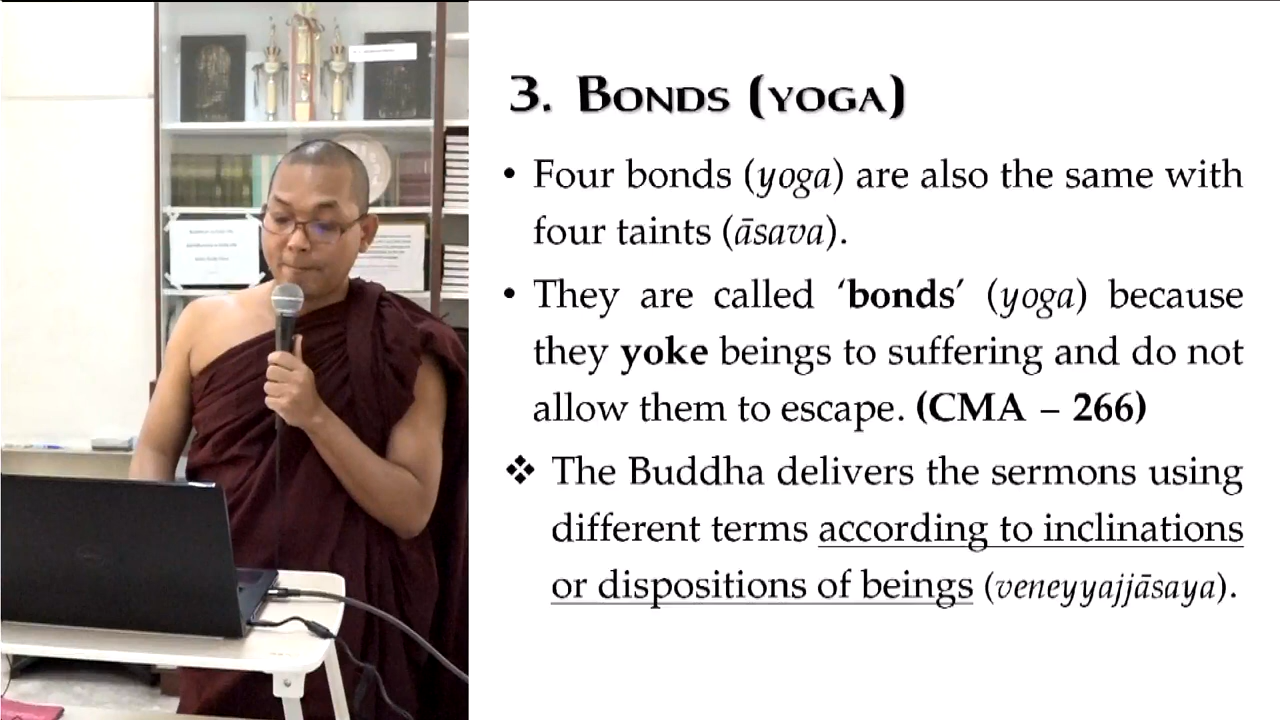 3. Bonds (yoga)
• Four bonds (yoga) are also the same with
four taints (āsava).
• They are called ‘bonds’ (yoga) because
they yoke beings to suffering and do not
allow them to escape. (CMA – 266)
❖ The Buddha delivers the sermons using
different terms according to inclinations
or dispositions of beings (veneyyajjāsaya).